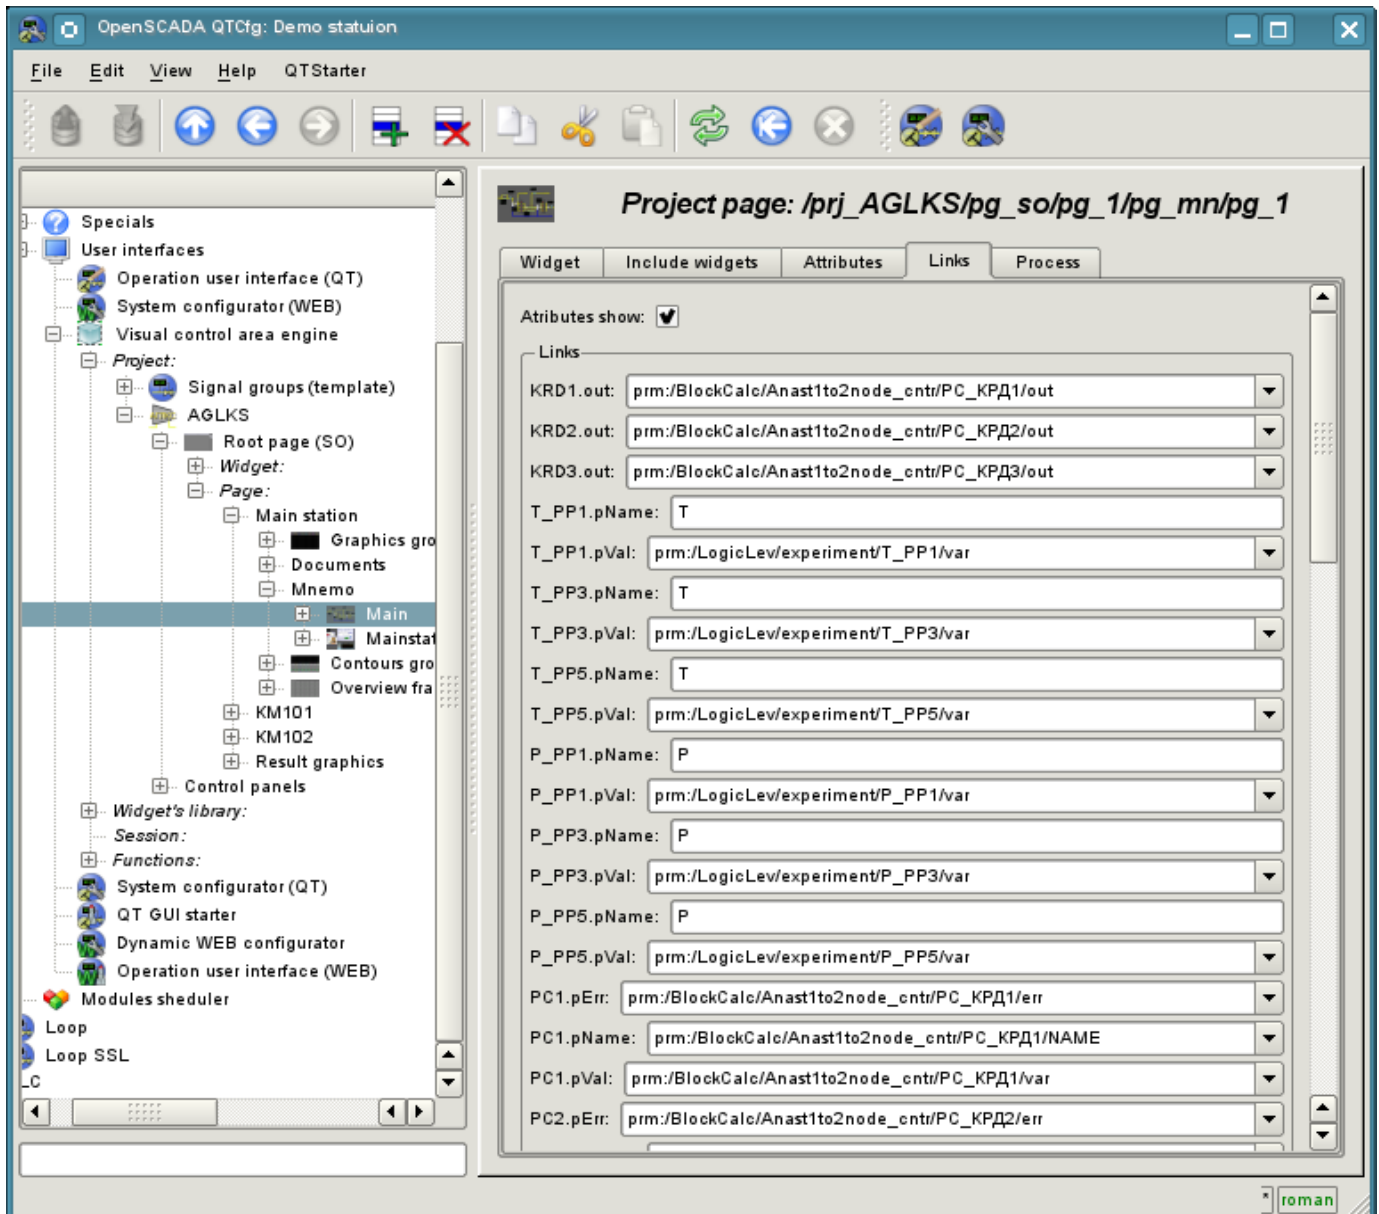 OpenSCADA QTCfg: Demo statuion
File Edit View Help QTStarter
Specials
User interfaces
Operation user interface (QT)
System configurator (WEB)
Visual control area engine
Project:
Signal groups (template)
AGLKS
Root page (SO)
Widget:
Page:
Main station
Graphics gro
Documents
Mnemo
Main
Mainstat
Contours gro
Overview fra
KM101
KM102
Result graphics
Control panels
Widget's library:
Session:
Functions:
System configurator (QT)
QT GUI starter
Dynamic WEB configurator
Operation user interface (WEB)
Modules sheduler
Loop
Loop SSL
LC
Project page: /prj_AGLKS/pg_so/pg_1/pg_mn/pg_1
Widget Include widgets Attributes Links Process
Atributes show:
Links
KRD1.out: prm:/BlockCalc/Anast1to2node_cntr/PC_КРД1/out
KRD2.out: prm:/BlockCalc/Anast1to2node_cntr/PC_КРД2/out
KRD3.out: prm:/BlockCalc/Anast1to2node_cntr/PC_КРД3/out
T_PP1.pName: T
T_PP1.pVal: prm:/LogicLev/experiment/T_PP1/var
T_PP3.pName: T
T_PP3.pVal: prm:/LogicLev/experiment/T_PP3/var
T_PP5.pName: T
T_PP5.pVal: prm:/LogicLev/experiment/T_PP5/var
P_PP1.pName: P
P_PP1.pVal: prm:/LogicLev/experiment/P_PP1/var
P_PP3.pName: P
P_PP3.pVal: prm:/LogicLev/experiment/P_PP3/var
P_PP5.pName: P
P_PP5.pVal: prm:/LogicLev/experiment/P_PP5/var
PC1.pErr: prm:/BlockCalc/Anast1to2node_cntr/PC_КРД1/err
PC1.pName: prm:/BlockCalc/Anast1to2node_cntr/PC_КРД1/NAME
PC1.pVal: prm:/BlockCalc/Anast1to2node_cntr/PC_КРД1/var
PC2.pErr: prm:/BlockCalc/Anast1to2node_cntr/PC_КРД2/err
* roman